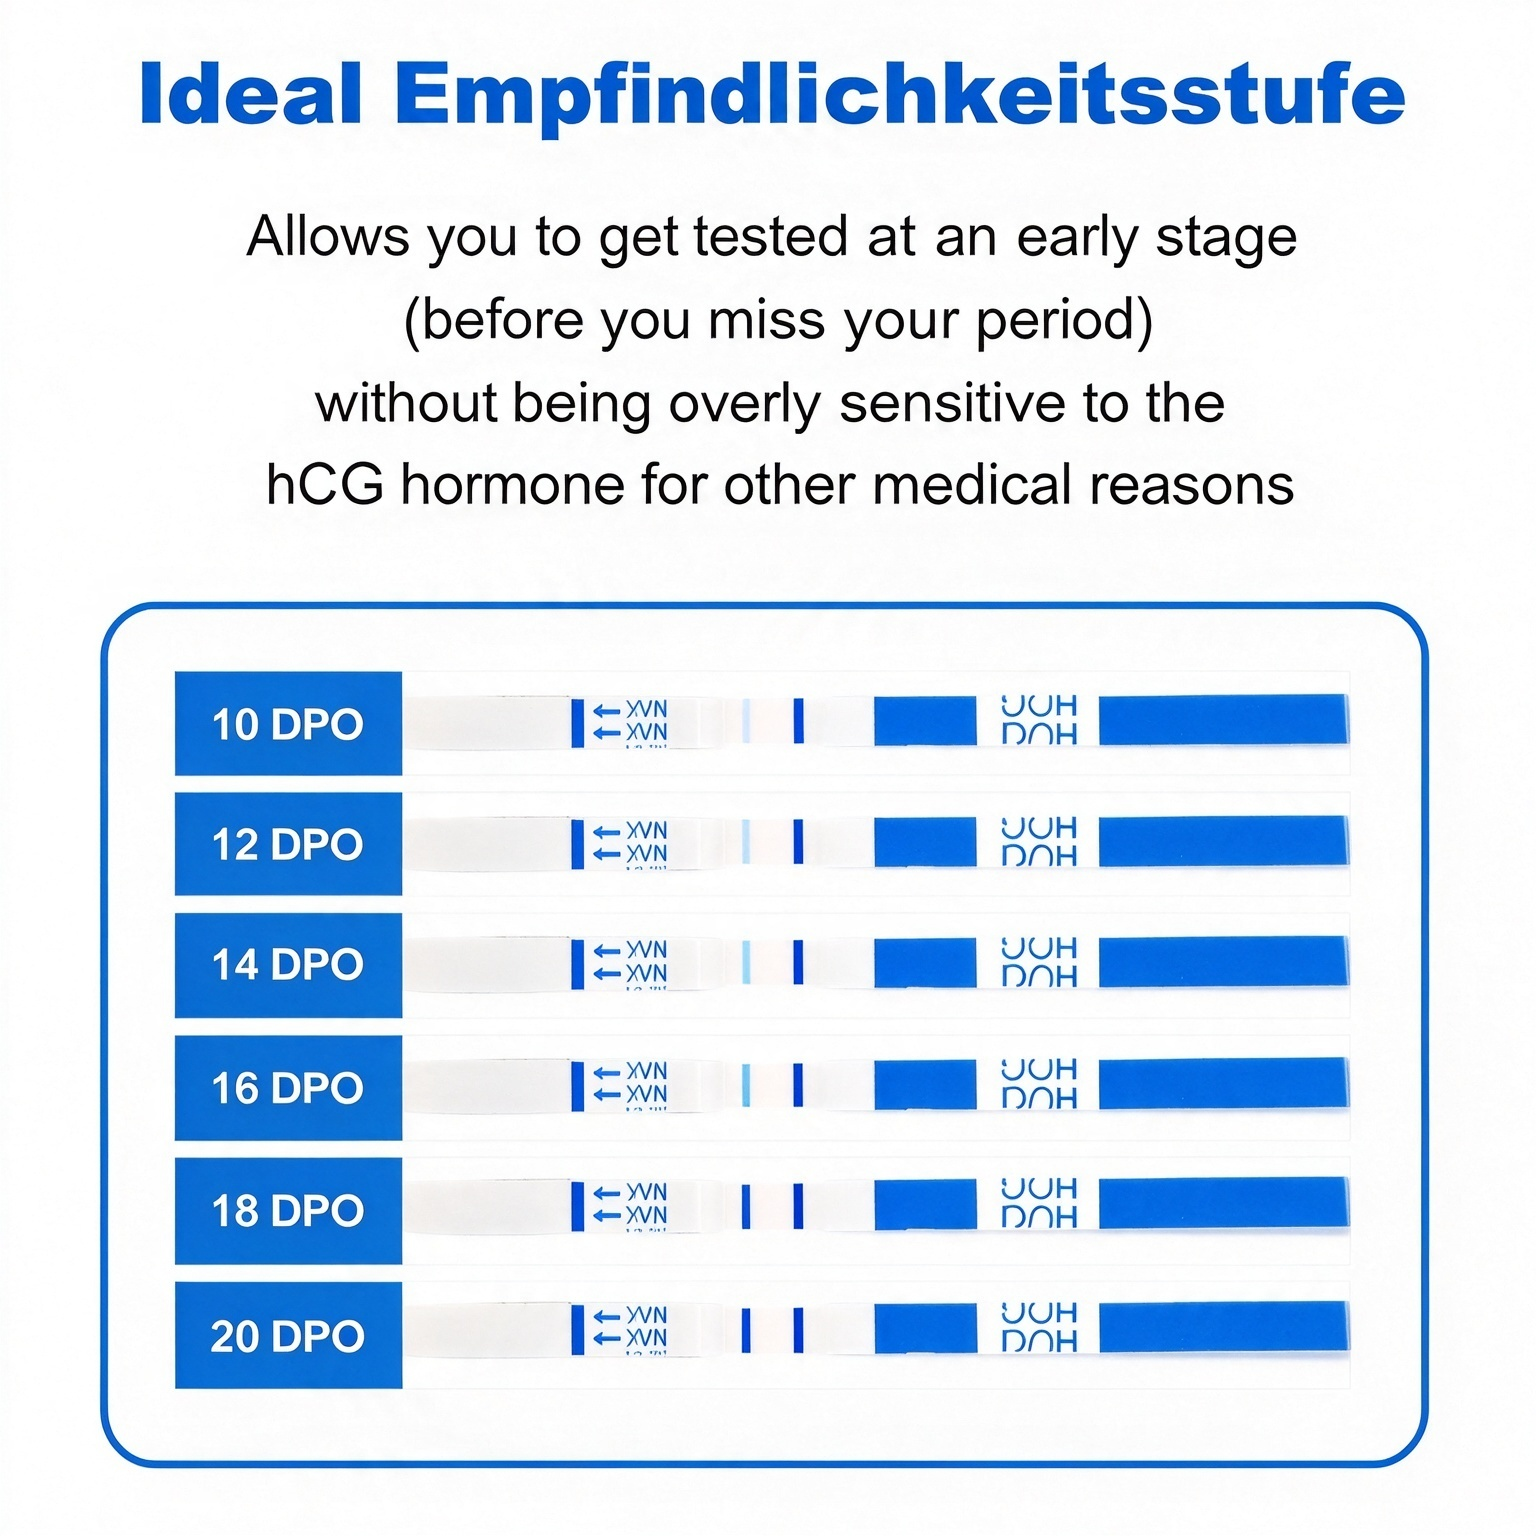 Ideal Empfindlichkeitsstufe
Allows you to get tested at an early stage
(before you miss your period)
without being overly sensitive to the
hCG hormone for other medical reasons
10 DPO
12 DPO
14 DPO
16 DPO
18 DPO
20 DPO